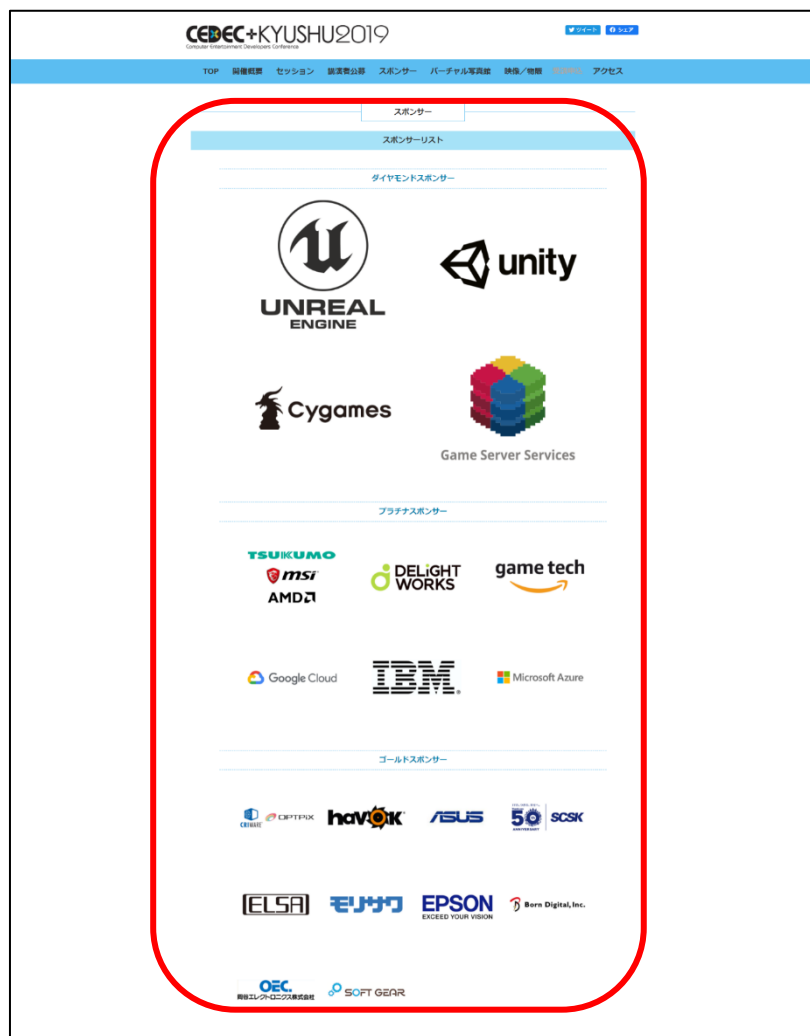 CEDEC+KYUSHU2019
Computer Entertainment Developers Conference
ツイート シェア
TOP 開催概要 セッション 講演者公募 スポンサー バーチャル写真館 映像/物販 アクセス
スポンサー
スポンサーリスト
ダイヤモンドスポンサー
UNREAL
ENGINE
unity
Cygames
Game Server Services
プラチナスポンサー
TSUKUMO
msi
AMD
DELiGHT
WORKS
game tech
Google Cloud
IBM
Microsoft Azure
ゴールドスポンサー
CRIWARE
OPTPiX
havok
ASUS
50
ANNIVERSARY
SCSK
ELSA
モリサワ
EPSON
EXCEED YOUR VISION
Born Digital, Inc.
OEC.
岡谷エレクトロニクス株式会社
SOFT GEAR